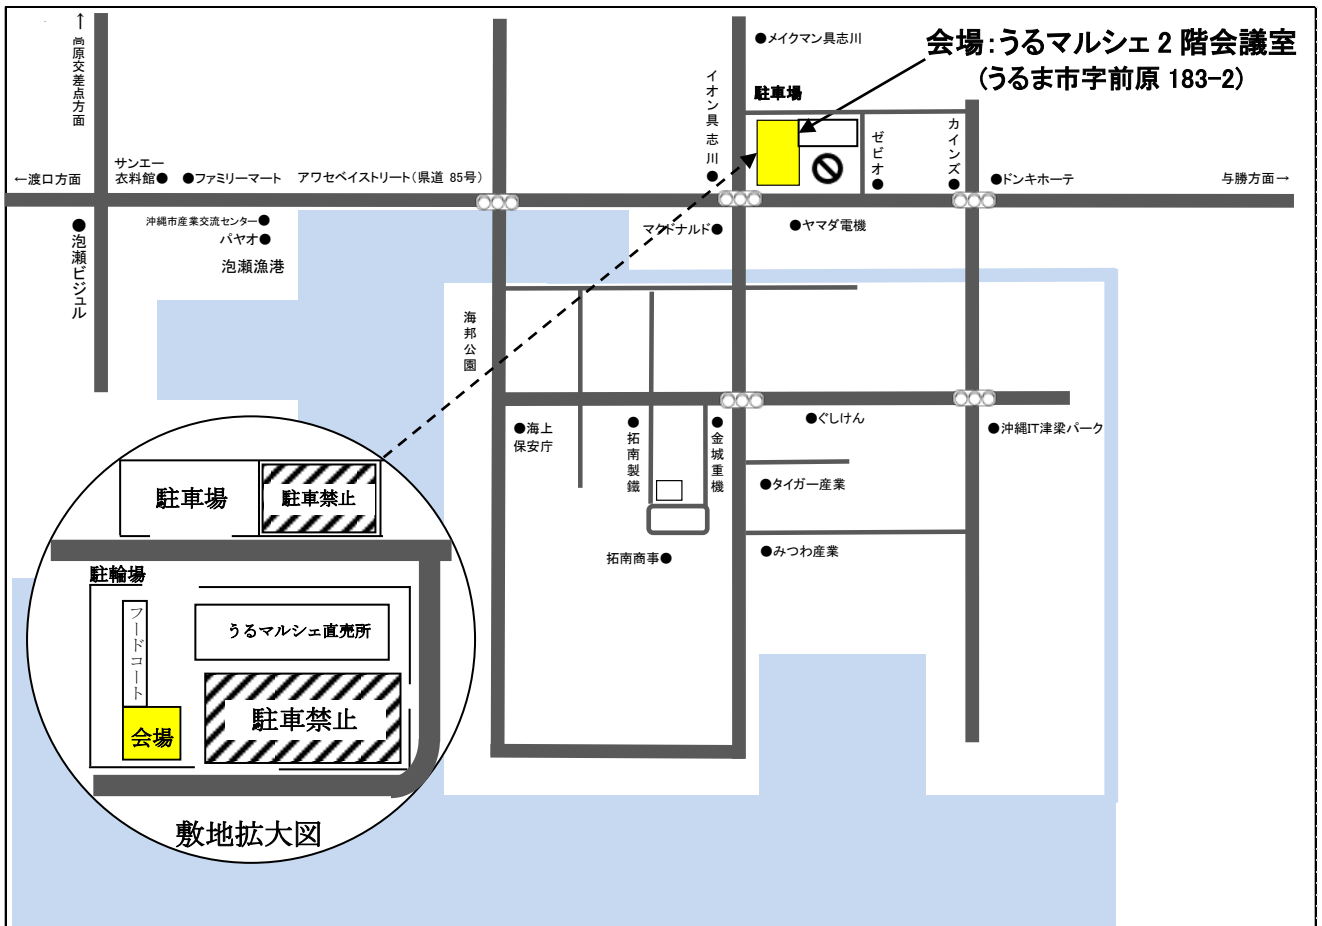 会場：うるマルシェ２階会議室
(うるま市字前原 183-2)
↑高原交差点方面
●メイクマン具志川
イオン具志川●
駐車場
ゼビオ●
カインズ●
サンエー
衣料館●
●ファミリーマート
アワセベイストリート（県道 85号）
←渡口方面
●ドンキホーテ
与勝方面→
沖縄市産業交流センター●
パヤオ●
泡瀬漁港
●泡瀬ビジュル
マクドナルド●
●ヤマダ電機
海邦公園
●海上
保安庁
●拓南製鐵
●金城重機
●ぐしけん
●沖縄IT津梁パーク
●タイガー産業
拓南商事●
●みつわ産業
駐車場
駐車禁止
駐輪場
フードコート
うるマルシェ直売所
駐車禁止
会場
敷地拡大図